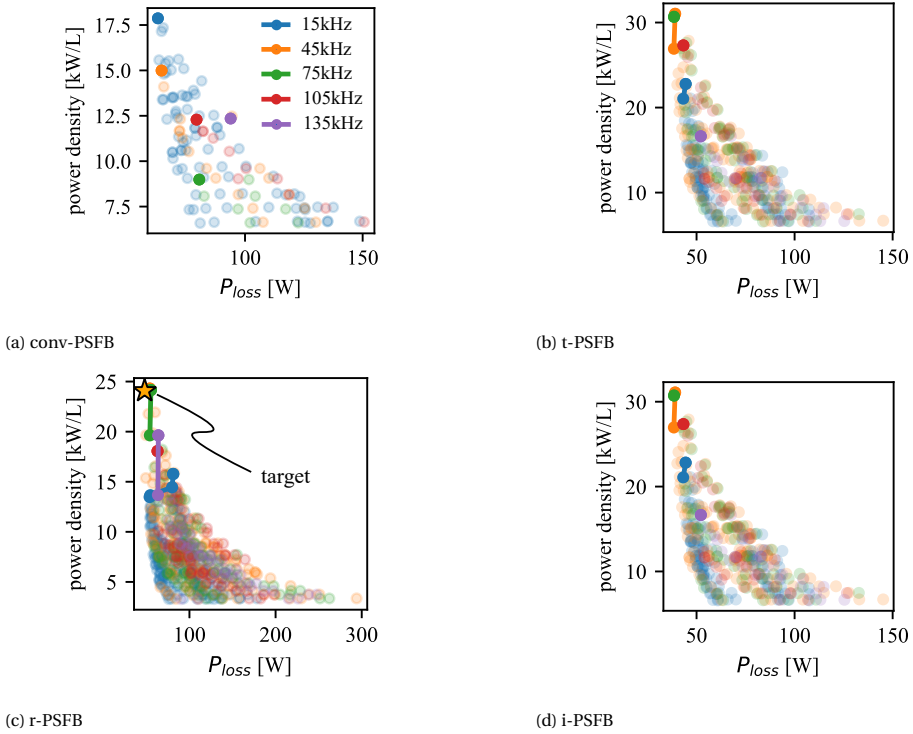 17.5
15.0
12.5
10.0
7.5
power density [kW/L]
15kHz
45kHz
75kHz
105kHz
135kHz
100
150
P_loss [W]
(a) conv-PSFB
30
20
10
power density [kW/L]
50
100
150
P_loss [W]
(b) t-PSFB
25
20
15
10
5
power density [kW/L]
target
100
200
300
P_loss [W]
(c) r-PSFB
30
20
10
power density [kW/L]
50
100
150
P_loss [W]
(d) i-PSFB